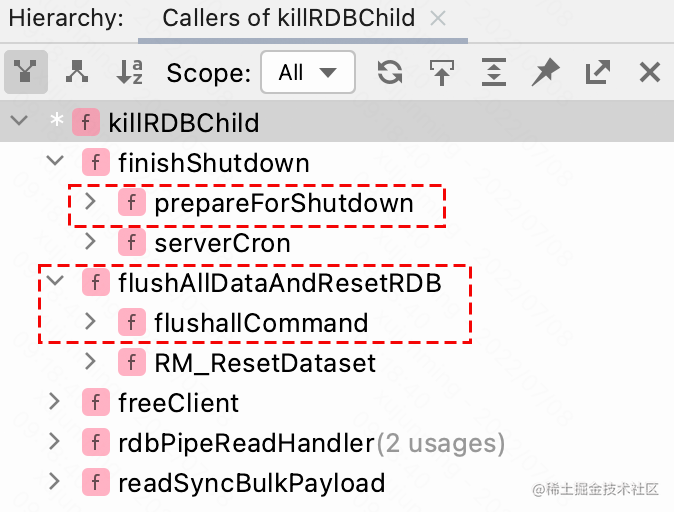 Hierarchy: Callers of killRDBChild
Scope: All
* f killRDBChild
f finishShutdown
f prepareForShutdown
f serverCron
f flushAllDataAndResetRDB
f flushallCommand
f RM_ResetDataset
f freeClient
f rdbPipeReadHandler(2 usages)
f readSyncBulkPayload
@稀土掘金技术社区